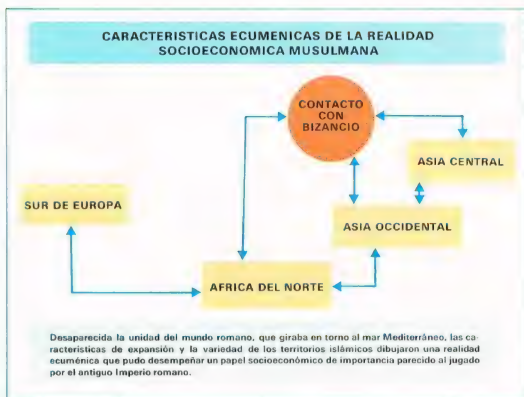 CARACTERISTICAS ECUMENICAS DE LA REALIDAD
SOCIOECONOMICA MUSULMANA
CONTACTO
CON
BIZANCIO
ASIA CENTRAL
SUR DE EUROPA
ASIA OCCIDENTAL
AFRICA DEL NORTE
Desaparecida la unidad del mundo romano, que giraba en torno al mar Mediterráneo, las ca-
racterísticas de expansión y la variedad de los territorios islámicos dibujaron una realidad
ecuménica que pudo desempeñar un papel socioeconómico de importancia parecido al jugado
por el antiguo Imperio romano.